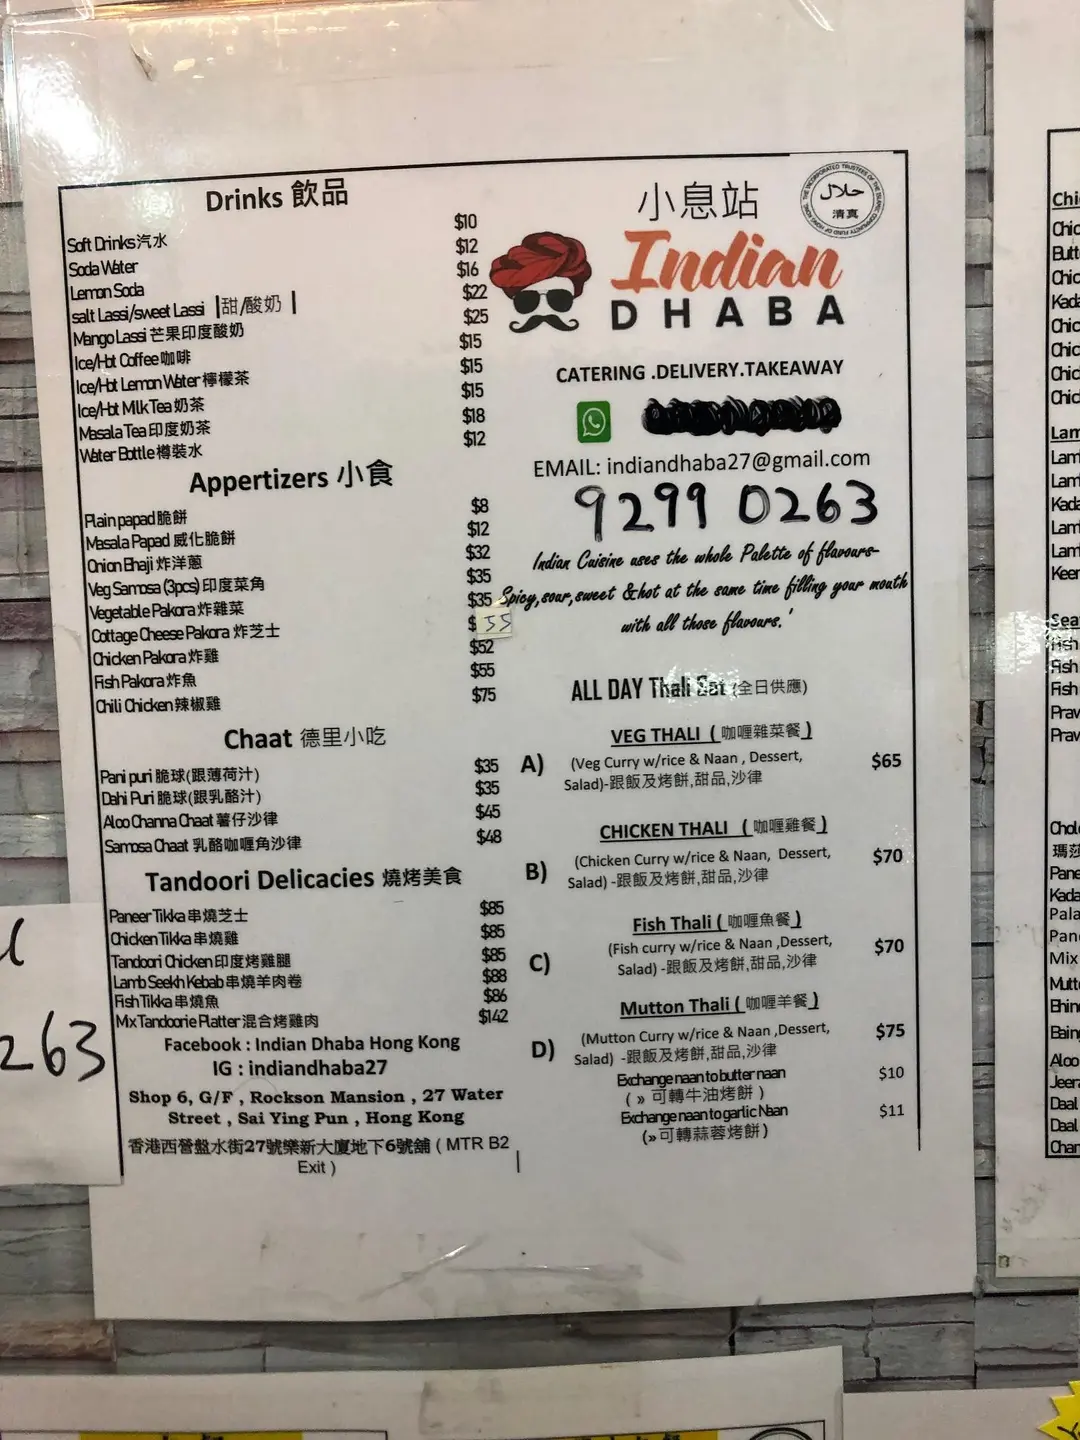 Drinks 飲品
Soft Drinks 汽水 $10
Soda Water $12
Lemon Soda $16
salt Lassi/sweet Lassi |甜/酸奶 | $22
Mango Lassi 芒果印度酸奶 $25
Ice/Hot Coffee 咖啡 $15
Ice/Hot Lemon Water 檸檬茶 $15
Ice/Hot Milk Tea 奶茶 $15
Masala Tea 印度奶茶 $18
Water Bottle 樽裝水 $12
Appertizers 小食
Plain papad 脆餅 $8
Masala Papad 威化脆餅 $12
Onion Bhaji 炸洋蔥 $32
Veg Samosa (3pcs) 印度菜角 $35
Vegetable Pakora 炸雜菜 $35
Cottage Cheese Pakora 炸芝士 $ 55
Chicken Pakora 炸雞 $52
Fish Pakora 炸魚 $55
Chili Chicken 辣椒雞 $75
Chaat 德里小吃
Pani puri 脆球(跟薄荷汁) $35
Dahi Puri 脆球(跟乳酪汁) $35
Aloo Channa Chaat 薯仔沙律 $45
Samosa Chaat 乳酪咖喱角沙律 $48
Tandoori Delicacies 燒烤美食
Paneer Tikka 串燒芝士 $85
Chicken Tikka 串燒雞 $85
Tandoori Chicken 印度烤雞腿 $85
Lamb Seekh Kebab 串燒羊肉卷 $88
Fish Tikka 串燒魚 $86
Mx Tandoorie Platter 混合烤雞肉 $142
Facebook : Indian Dhaba Hong Kong
IG : indiandhaba27
Shop 6, G/F , Rockson Mansion , 27 Water
Street , Sai Ying Pun , Hong Kong
香港西營盤水街27號樂新大廈地下6號舖 ( MTR B2
Exit )
小息站
THE INCORPORATED TRUSTEES OF THE ISLAMIC COMMUNITY FUND OF HONG KONG
حلال
清真
Indian
DHABA
CATERING .DELIVERY.TAKEAWAY
EMAIL: indiandhaba27@gmail.com
9299 0263
Indian Cuisine uses the whole Palette of flavours-
Spicy,sour,sweet &hot at the same time filling your mouth
with all those flavours.'
ALL DAY Thali Set (全日供應)
VEG THALI ( 咖喱雜菜餐 )
A) (Veg Curry w/rice & Naan , Dessert, $65
Salad)-跟飯及烤餅,甜品,沙律
CHICKEN THALI ( 咖喱雞餐 )
B) (Chicken Curry w/rice & Naan, Dessert, $70
Salad) -跟飯及烤餅,甜品,沙律
Fish Thali ( 咖喱魚餐 )
C) (Fish curry w/rice & Naan ,Dessert, $70
Salad) -跟飯及烤餅,甜品,沙律
Mutton Thali ( 咖喱羊餐 )
D) (Mutton Curry w/rice & Naan ,Dessert, $75
Salad) -跟飯及烤餅,甜品,沙律
Exchange naan to butter naan $10
( » 可轉牛油烤餅 )
Exchange naan to garlic Naan $11
(»可轉蒜蓉烤餅)
263